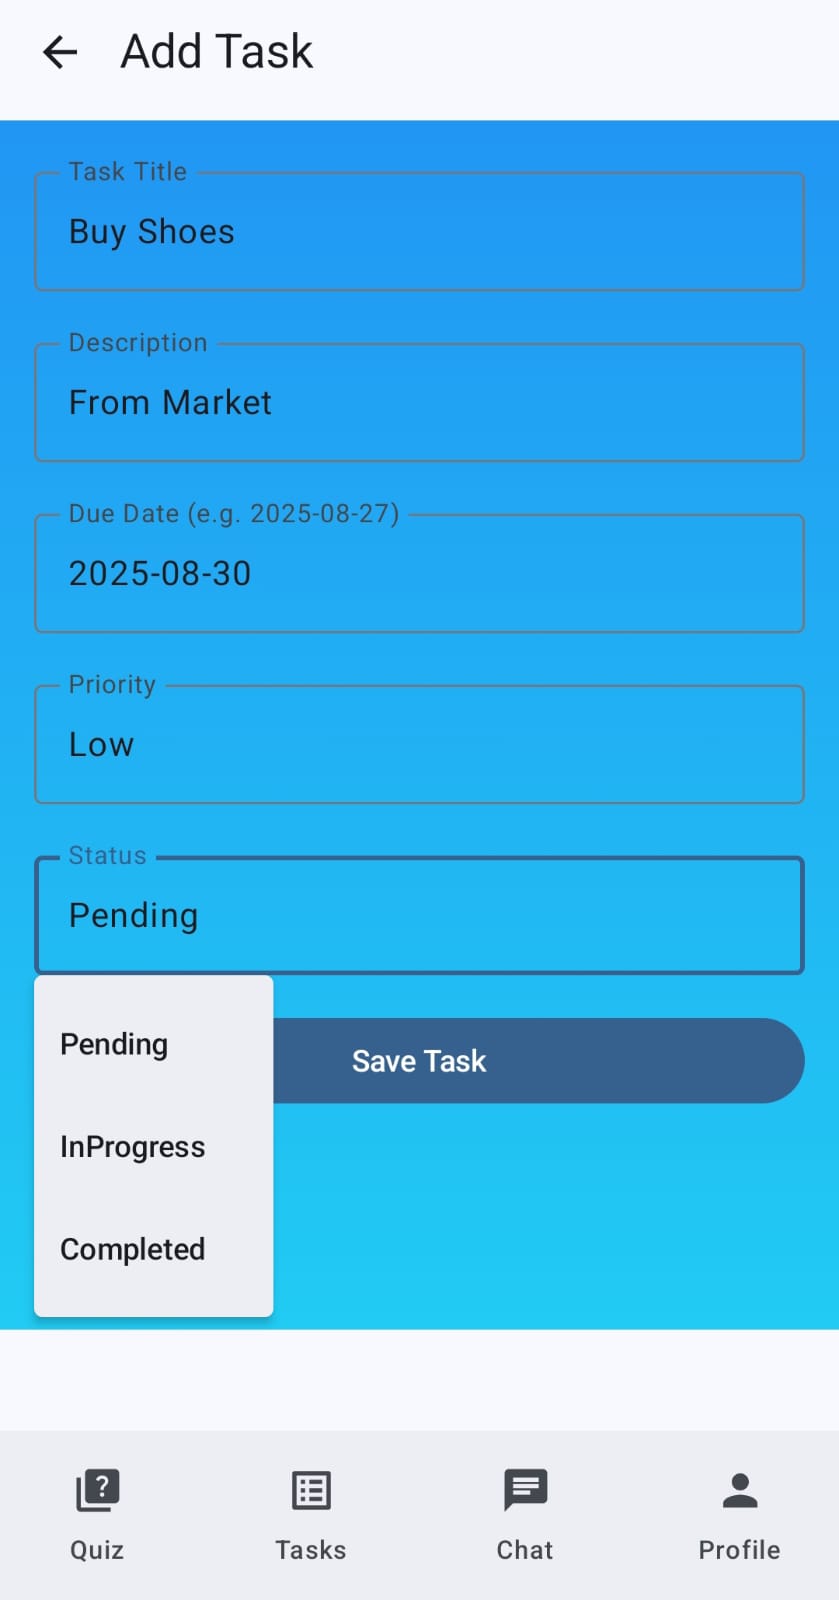 Add Task
Task Title
Buy Shoes
Description
From Market
Due Date (e.g. 2025-08-27)
2025-08-30
Priority
Low
Status
Pending
Pending
Save Task
InProgress
Completed
?
Quiz
Tasks
Chat
Profile